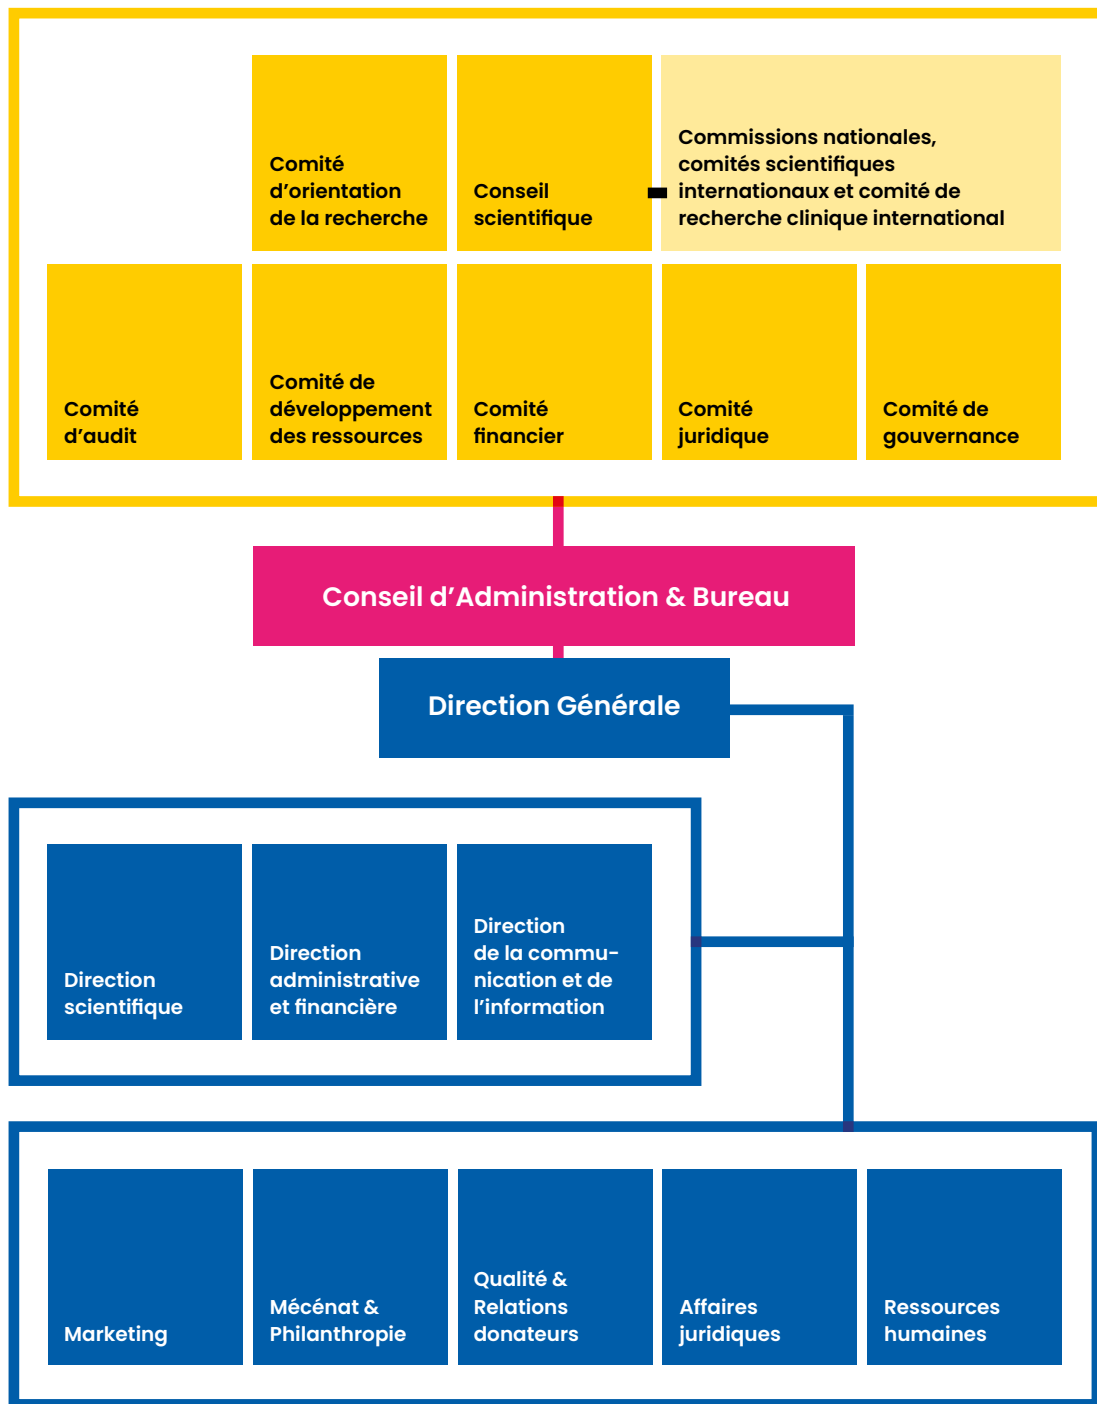 Comité
d’orientation
de la recherche
Conseil
scientifique
Commissions nationales,
comités scientifiques
internationaux et comité de
recherche clinique international
Comité
d’audit
Comité de
développement
des ressources
Comité
financier
Comité
juridique
Comité de
gouvernance
Conseil d’Administration & Bureau
Direction Générale
Direction
scientifique
Direction
administrative
et financière
Direction
de la commu-
nication et de
l’information
Marketing
Mécénat &
Philanthropie
Qualité &
Relations
donateurs
Affaires
juridiques
Ressources
humaines